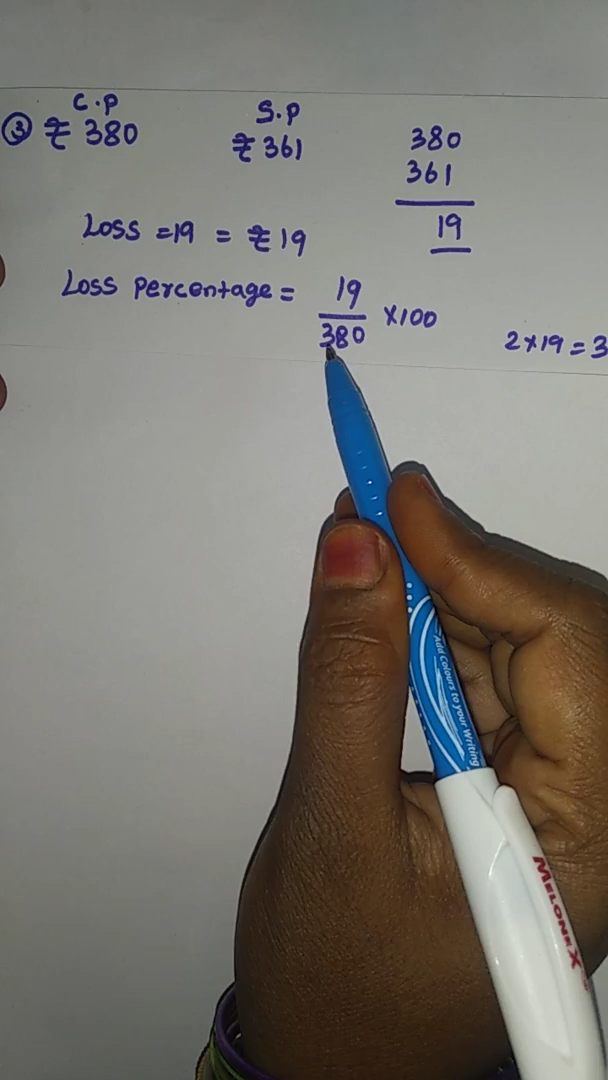 C.P S.P
③ ₹ 380 ₹ 361 380
361
19
Loss =19 = ₹ 19
Loss percentage = 19/380 ×100
2×19=3
Add Colours to your Writing
MELONEX